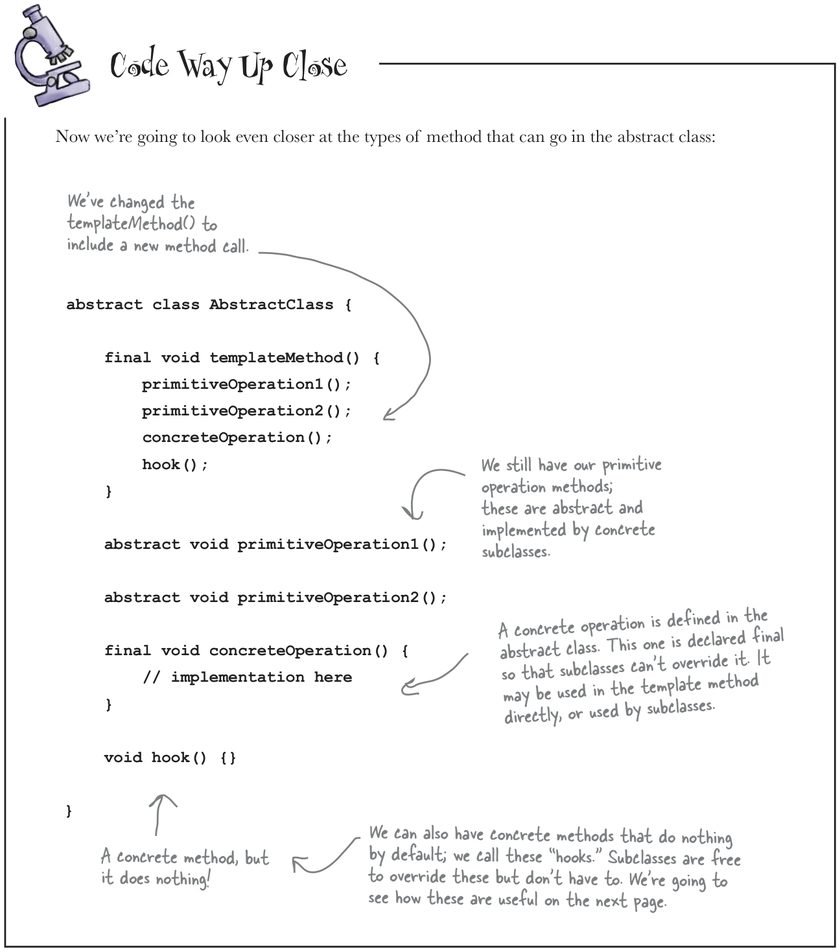 Code Way Up Close
Now we're going to look even closer at the types of method that can go in the abstract class:
We've changed the
templateMethod() to
include a new method call.
abstract class AbstractClass {
final void templateMethod() {
primitiveOperation1();
primitiveOperation2();
concreteOperation();
hook();
}
We still have our primitive
operation methods;
these are abstract and
implemented by concrete
subclasses.
abstract void primitiveOperation1();
abstract void primitiveOperation2();
final void concreteOperation() {
// implementation here
}
A concrete operation is defined in the
abstract class. This one is declared final
so that subclasses can't override it. It
may be used in the template method
directly, or used by subclasses.
void hook() {}
}
A concrete method, but
it does nothing!
We can also have concrete methods that do nothing
by default; we call these "hooks." Subclasses are free
to override these but don't have to. We're going to
see how these are useful on the next page.